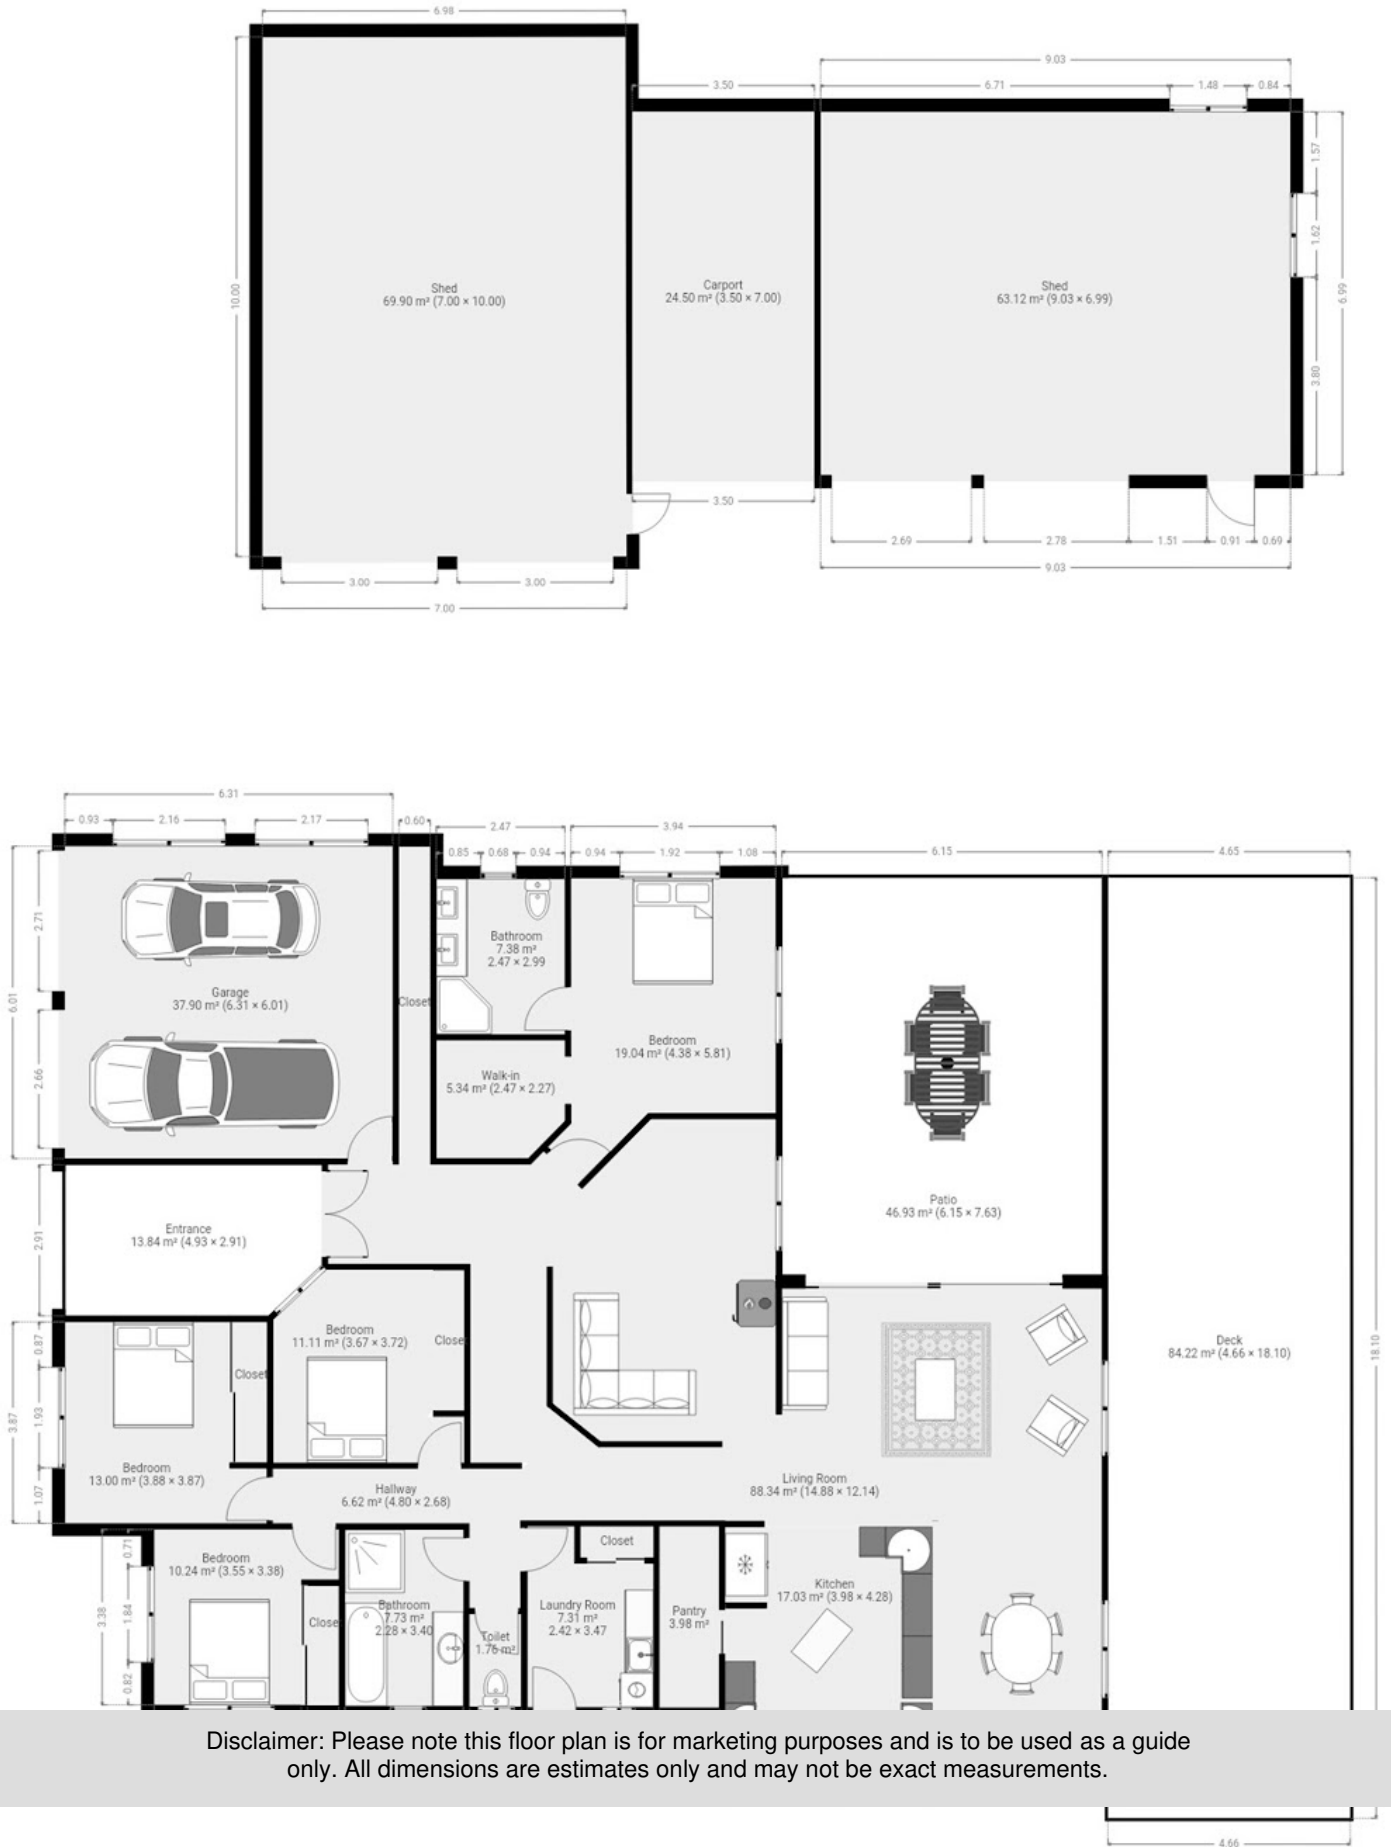 6.98
9.03
3.50
6.71
1.48
0.84
1.57
1.62
10.00
6.99
Shed
69.90 m² (7.00 × 10.00)
Carport
24.50 m² (3.50 × 7.00)
Shed
63.12 m² (9.03 × 6.99)
3.80
3.50
2.69
2.78
1.51
0.91
0.69
9.03
3.00
3.00
7.00
6.31
0.93
2.16
2.17
0.60
2.47
3.94
0.85
0.68
0.94
0.94
1.92
1.08
6.15
4.65
2.71
6.01
2.66
Bathroom
7.38 m²
2.47 × 2.99
Garage
37.90 m² (6.31 × 6.01)
Closet
Bedroom
19.04 m² (4.38 × 5.81)
Walk-in
5.34 m² (2.47 × 2.27)
Patio
46.93 m² (6.15 × 7.63)
Entrance
13.84 m² (4.93 × 2.91)
2.91
Bedroom
11.11 m² (3.67 × 3.72)
Close
Closet
0.87
1.93
3.87
1.07
Deck
84.22 m² (4.66 × 18.10)
18.10
Bedroom
13.00 m² (3.88 × 3.87)
Hallway
6.62 m² (4.80 × 2.68)
Living Room
88.34 m² (14.88 × 12.14)
Closet
0.71
Bedroom
10.24 m² (3.55 × 3.38)
3.38
1.84
0.82
Close
Bathroom
7.73 m²
2.28 × 3.40
Toilet
1.76 m²
Laundry Room
7.31 m²
2.42 × 3.47
Pantry
3.98 m²
Kitchen
17.03 m² (3.98 × 4.28)
Disclaimer: Please note this floor plan is for marketing purposes and is to be used as a guide
only. All dimensions are estimates only and may not be exact measurements.
4.66